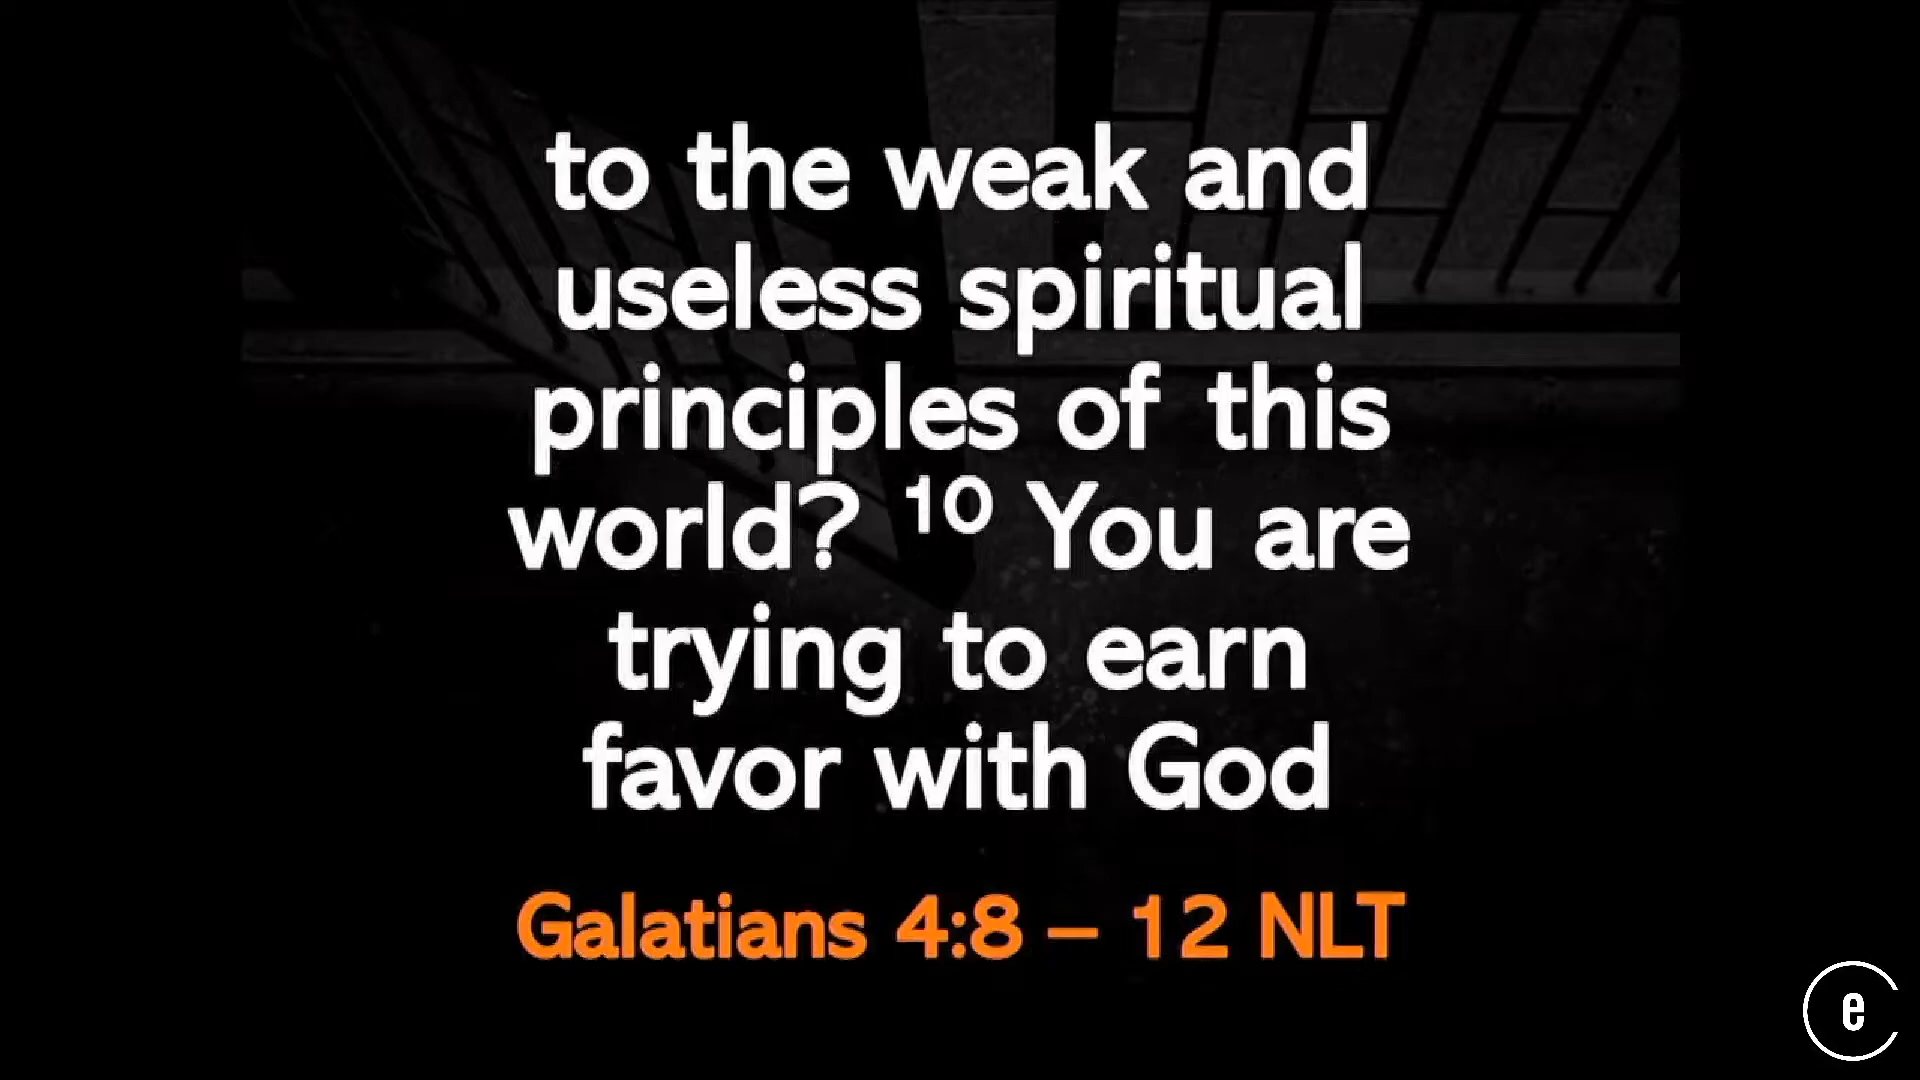 to the weak and
useless spiritual
principles of this
world? ¹⁰ You are
trying to earn
favor with God
Galatians 4:8 – 12 NLT
e